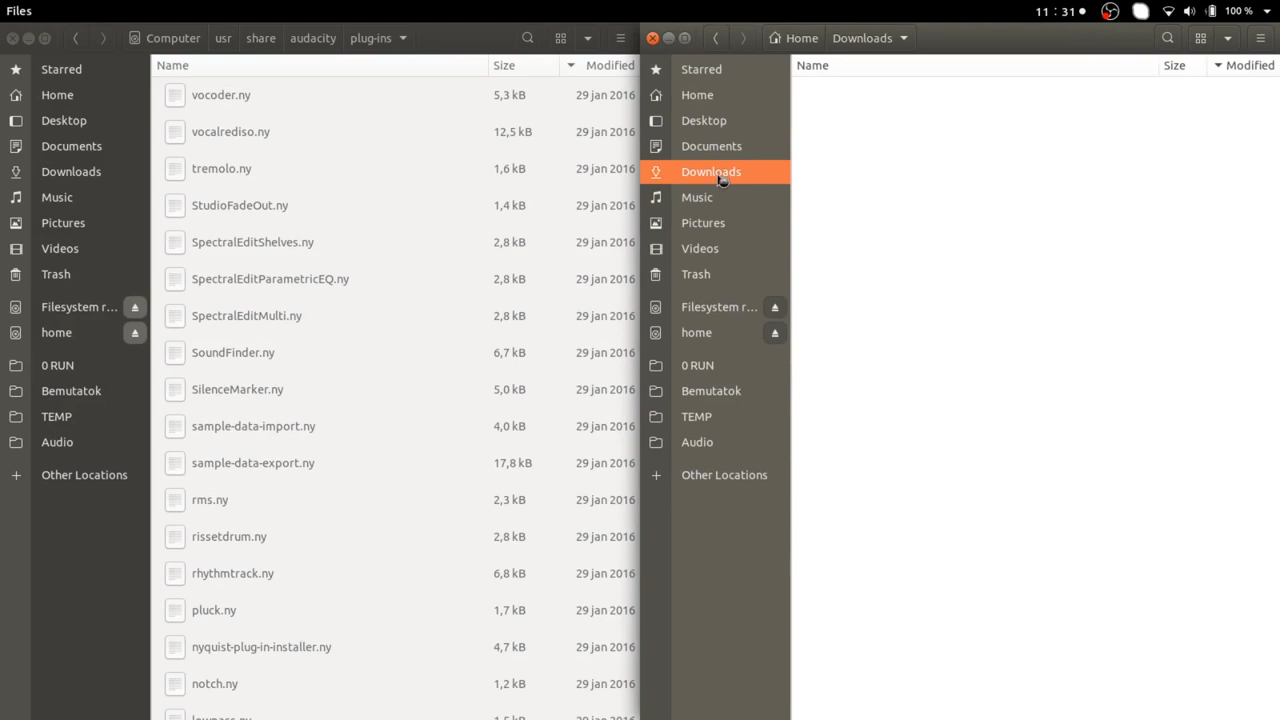 Files
11:31
100 %
Computer
usr
share
audacity
plug-ins
Home
Downloads
Starred
Home
Desktop
Documents
Downloads
Music
Pictures
Videos
Trash
Filesystem r...
home
0 RUN
Bemutatok
TEMP
Audio
Other Locations
Name Size Modified
vocoder.ny 5,3 kB 29 jan 2016
vocalrediso.ny 12,5 kB 29 jan 2016
tremolo.ny 1,6 kB 29 jan 2016
StudioFadeOut.ny 1,4 kB 29 jan 2016
SpectralEditShelves.ny 2,8 kB 29 jan 2016
SpectralEditParametricEQ.ny 2,8 kB 29 jan 2016
SpectralEditMulti.ny 2,8 kB 29 jan 2016
SoundFinder.ny 6,7 kB 29 jan 2016
SilenceMarker.ny 5,0 kB 29 jan 2016
sample-data-import.ny 4,0 kB 29 jan 2016
sample-data-export.ny 17,8 kB 29 jan 2016
rms.ny 2,3 kB 29 jan 2016
rissetdrum.ny 2,8 kB 29 jan 2016
rhythmtrack.ny 6,8 kB 29 jan 2016
pluck.ny 1,7 kB 29 jan 2016
nyquist-plug-in-installer.ny 4,7 kB 29 jan 2016
notch.ny 1,2 kB 29 jan 2016
Starred
Home
Desktop
Documents
Downloads
Music
Pictures
Videos
Trash
Filesystem r...
home
0 RUN
Bemutatok
TEMP
Audio
Other Locations
Name Size Modified